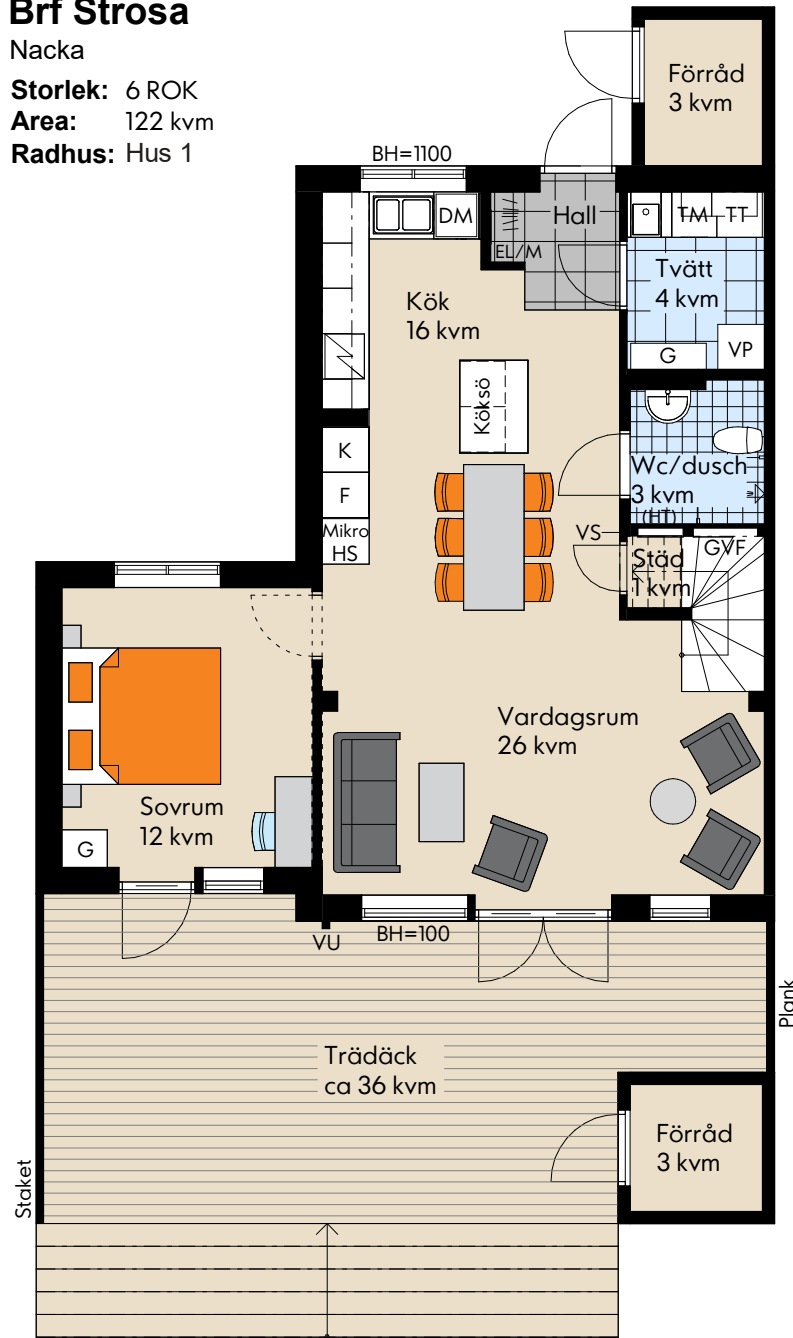 Brf Strosa
Nacka
Storlek: 6 ROK
Area: 122 kvm
Radhus: Hus 1
Förråd
3 kvm
BH=1100
DM
EL/M
Hall
TM
TT
Tvätt
4 kvm
G
VP
Kök
16 kvm
Köksö
K
F
Mikro
HS
Wc/dusch
3 kvm
(HT)
VS
Städ
1 kvm
GVF
Vardagsrum
26 kvm
Sovrum
12 kvm
G
VU
BH=100
Plank
Trädäck
ca 36 kvm
Förråd
3 kvm
Staket